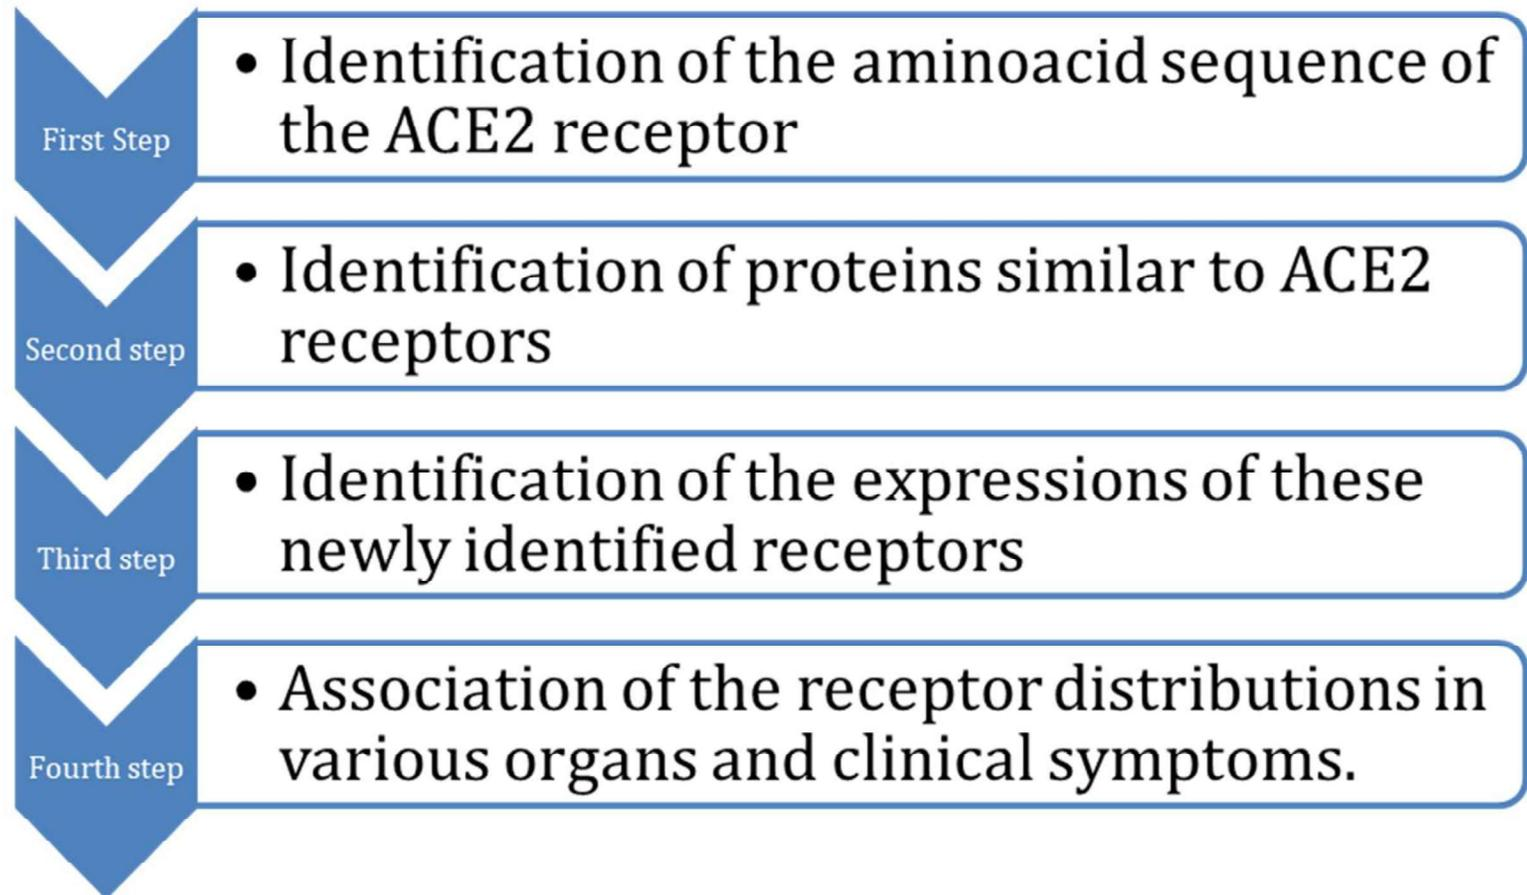 First Step
• Identification of the aminoacid sequence of
the ACE2 receptor
Second step
• Identification of proteins similar to ACE2
receptors
Third step
• Identification of the expressions of these
newly identified receptors
Fourth step
• Association of the receptor distributions in
various organs and clinical symptoms.